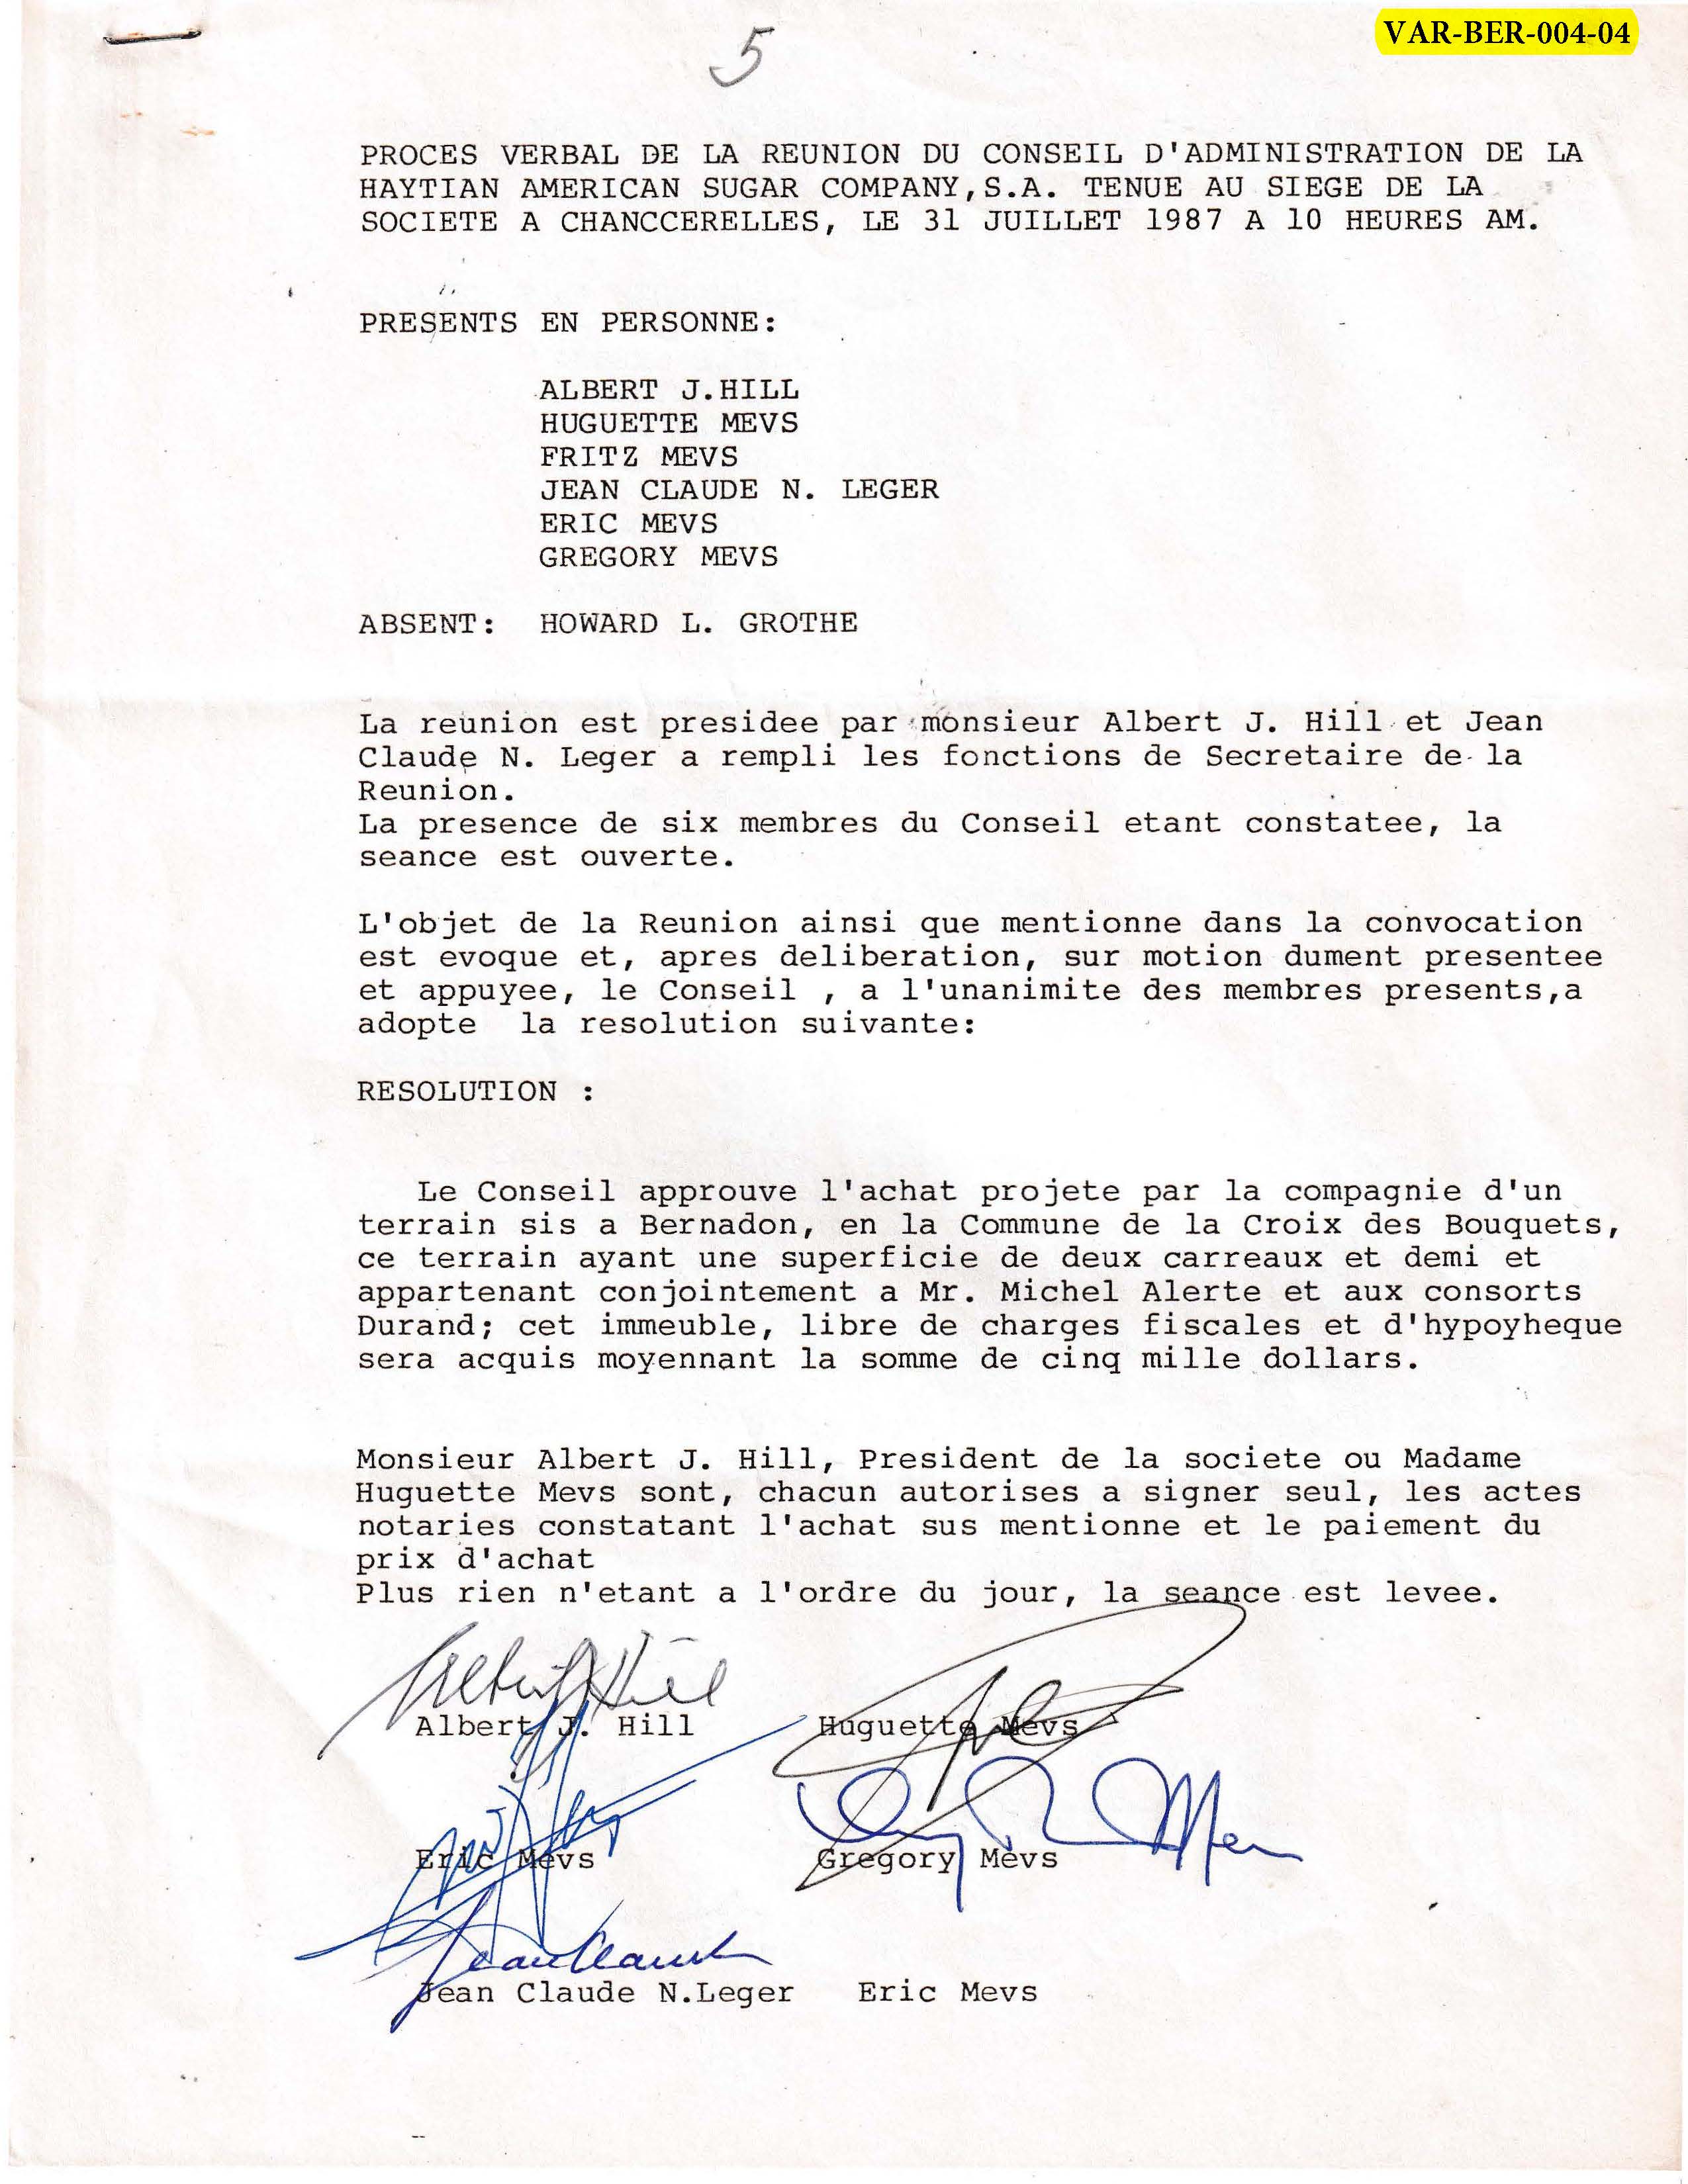 VAR-BER-004-04
5
PROCES VERBAL DE LA REUNION DU CONSEIL D'ADMINISTRATION DE LA
HAYTIAN AMERICAN SUGAR COMPANY,S.A. TENUE AU SIEGE DE LA
SOCIETE A CHANCCERELLES, LE 31 JUILLET 1987 A 10 HEURES AM.
PRESENTS EN PERSONNE:
ALBERT J.HILL
HUGUETTE MEVS
FRITZ MEVS
JEAN CLAUDE N. LEGER
ERIC MEVS
GREGORY MEVS
ABSENT: HOWARD L. GROTHE
La reunion est presidee par monsieur Albert J. Hill et Jean
Claude N. Leger a rempli les fonctions de Secretaire de la
Reunion.
La presence de six membres du Conseil etant constatee, la
seance est ouverte.
L'objet de la Reunion ainsi que mentionne dans la convocation
est evoque et, apres deliberation, sur motion dument presentee
et appuyee, le Conseil , a l'unanimite des membres presents,a
adopte la resolution suivante:
RESOLUTION :
Le Conseil approuve l'achat projete par la compagnie d'un
terrain sis a Bernadon, en la Commune de la Croix des Bouquets,
ce terrain ayant une superficie de deux carreaux et demi et
appartenant conjointement a Mr. Michel Alerte et aux consorts
Durand; cet immeuble, libre de charges fiscales et d'hypoyheque
sera acquis moyennant la somme de cinq mille dollars.
Monsieur Albert J. Hill, President de la societe ou Madame
Huguette Mevs sont, chacun autorises a signer seul, les actes
notaries constatant l'achat sus mentionne et le paiement du
prix d'achat
Plus rien n'etant a l'ordre du jour, la seance est levee.
Albert J. Hill
Albert J. Hill Huguette Mevs
Eric Mevs Gregory Mevs
Jean Claude
Jean Claude N.Leger Eric Mevs